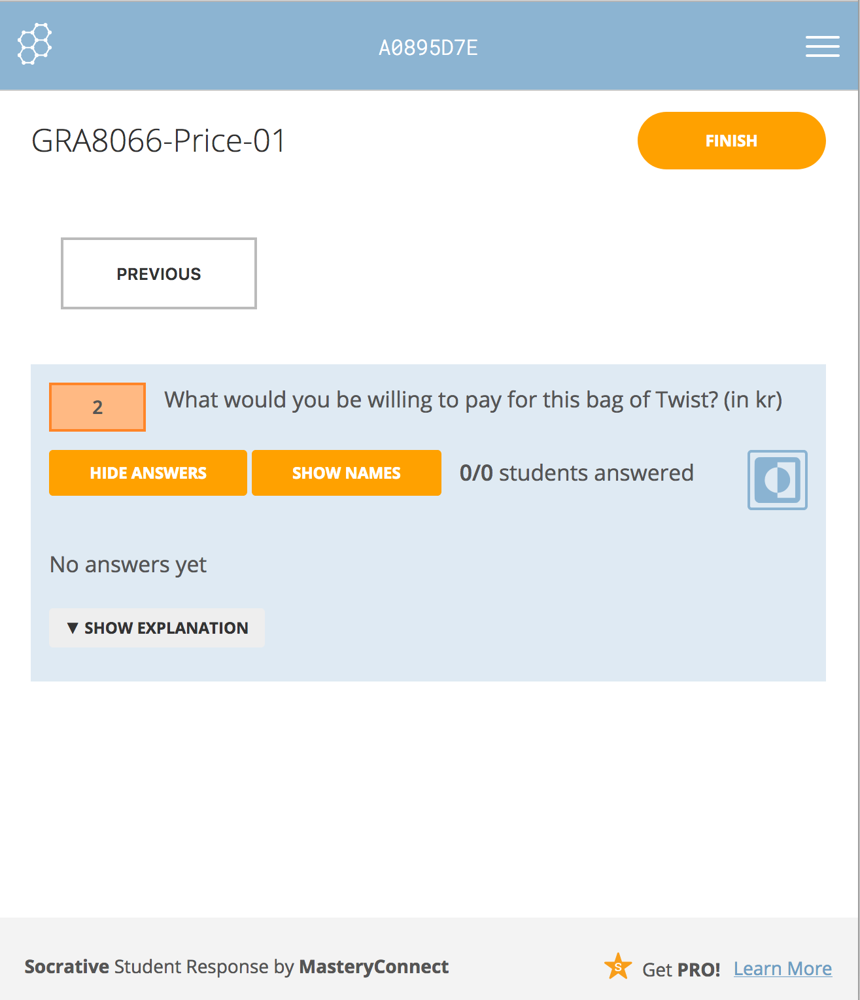 A0895D7E
GRA8066-Price-01
FINISH
PREVIOUS
2
What would you be willing to pay for this bag of Twist? (in kr)
HIDE ANSWERS
SHOW NAMES
0/0 students answered
No answers yet
▼ SHOW EXPLANATION
Socrative Student Response by MasteryConnect
S
Get PRO!
Learn More